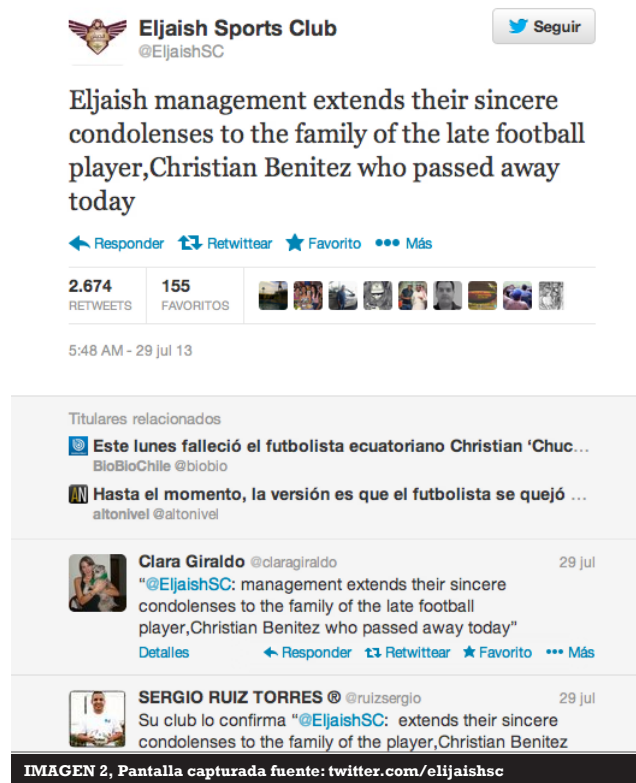 Eljaish Sports Club
@EljaishSC
Seguir
Eljaish management extends their sincere
condolenses to the family of the late football
player,Christian Benitez who passed away
today
Responder Retwittear Favorito Más
2.674 155
RETWEETS FAVORITOS
5:48 AM - 29 jul 13
Titulares relacionados
Este lunes falleció el futbolista ecuatoriano Christian ‘Chuc...
BioBioChile @biobio
AN Hasta el momento, la versión es que el futbolista se quejó ...
altonivel @altonivel
Clara Giraldo @claragiraldo 29 jul
"@EljaishSC: management extends their sincere
condolenses to the family of the late football
player,Christian Benitez who passed away today"
Detalles Responder Retwittear Favorito Más
SERGIO RUIZ TORRES ® @ruizsergio 29 jul
Su club lo confirma "@EljaishSC: extends their sincere
condolenses to the family of the player,Christian Benitez
IMAGEN 2, Pantalla capturada fuente: twitter.com/elijaishsc